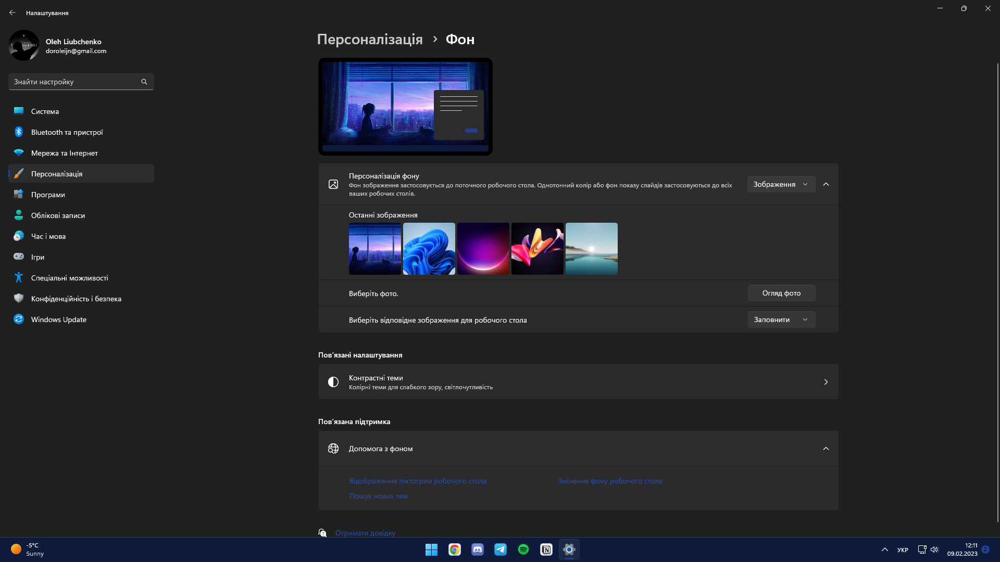 Налаштування
Oleh Liubchenko
doroleijn@gmail.com
Знайти настройку
Система
Bluetooth та пристрої
Мережа та Інтернет
Персоналізація
Програми
Облікові записи
Час і мова
Ігри
Спеціальні можливості
Конфіденційність і безпека
Windows Update
Персоналізація › Фон
Персоналізація фону
Фон зображення застосовується до поточного робочого стола. Однотонний колір або фон показу слайдів застосовуються до всіх
ваших робочих столів.
Зображення
Останні зображення
Виберіть фото.
Огляд фото
Виберіть відповідне зображення для робочого стола
Заповнити
Пов’язані налаштування
Контрастні теми
Колірні теми для слабкого зору, світлочутливість
Пов’язана підтримка
Допомога з фоном
Відображення піктограм робочого стола
Змінення фону робочого стола
Пошук нових тем
Отримати довідку
-5°C
Sunny
УКР
12:11
09.02.2023
2